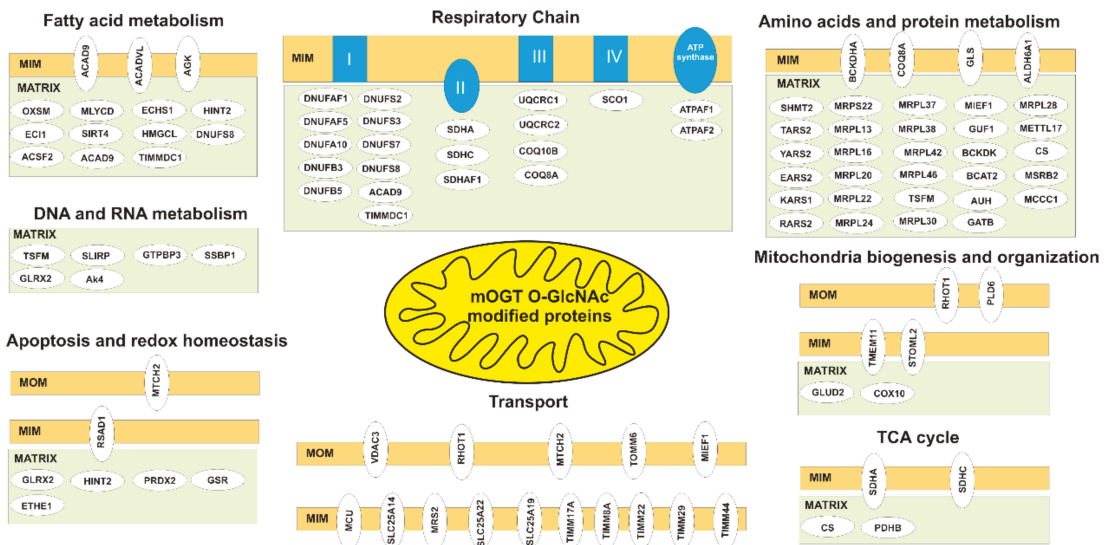 Fatty acid metabolism
MIM
ACAD9
ACADVL
AGK
MATRIX
OXSM MLYCD ECHS1 HINT2
ECI1 SIRT4 HMGCL DNUFS8
ACSF2 ACAD9 TIMMDC1
DNA and RNA metabolism
MATRIX
TSFM SLIRP GTPBP3 SSBP1
GLRX2 Ak4
Apoptosis and redox homeostasis
MOM
MTCH2
MIM
RSAD1
MATRIX
GLRX2 HINT2 PRDX2 GSR
ETHE1
Respiratory Chain
MIM
I
II
III
IV
ATP
synthase
DNUFAF1 DNUFS2 UQCRC1 SCO1 ATPAF1
DNUFAF5 DNUFS3 SDHA UQCRC2 ATPAF2
DNUFA10 DNUFS7 SDHC COQ10B
DNUFB3 DNUFS8 SDHAF1 COQ8A
DNUFB5 ACAD9
TIMMDC1
mOGT O-GlcNAc
modified proteins
Transport
MOM
VDAC3
RHOT1
MTCH2
TOMM6
MIEF1
MIM
MCU
SLC25A14
MRS2
SLC25A22
SLC25A19
TIMM17A
TIMM8A
TIMM22
TIMM29
TIMM44
Amino acids and protein metabolism
MIM
BCKDHA
COQ8A
GLS
ALDH6A1
MATRIX
SHMT2 MRPS22 MRPL37 MIEF1 MRPL28
TARS2 MRPL13 MRPL38 GUF1 METTL17
YARS2 MRPL16 MRPL42 BCKDK CS
EARS2 MRPL20 MRPL46 BCAT2 MSRB2
KARS1 MRPL22 TSFM AUH MCCC1
RARS2 MRPL24 MRPL30 GATB
Mitochondria biogenesis and organization
MOM
RHOT1
PLD6
MIM
TMEM11
STOML2
MATRIX
GLUD2 COX10
TCA cycle
MIM
SDHA
SDHC
MATRIX
CS PDHB